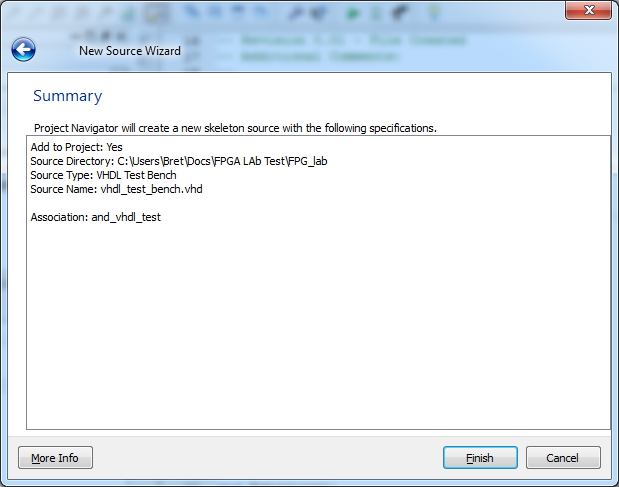 New Source Wizard
Summary
Project Navigator will create a new skeleton source with the following specifications.
Add to Project: Yes
Source Directory: C:\Users\Bret\Docs\FPGA LAb Test\FPG_lab
Source Type: VHDL Test Bench
Source Name: vhdl_test_bench.vhd
Association: and_vhdl_test
More Info
Finish
Cancel